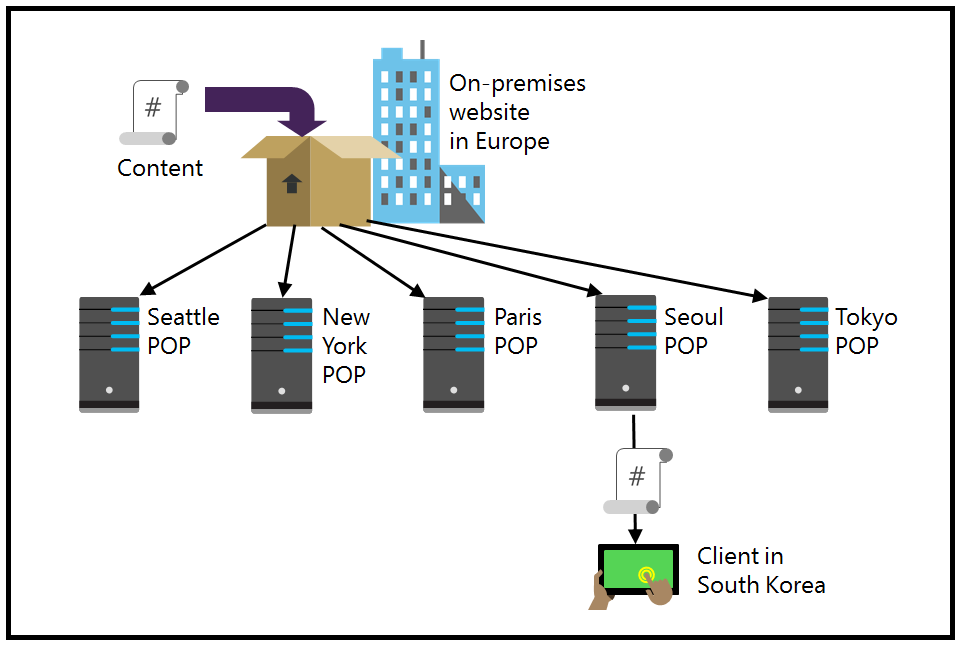 #
Content
On-premises
website
in Europe
Seattle
POP
New
York
POP
Paris
POP
Seoul
POP
Tokyo
POP
#
Client in
South Korea